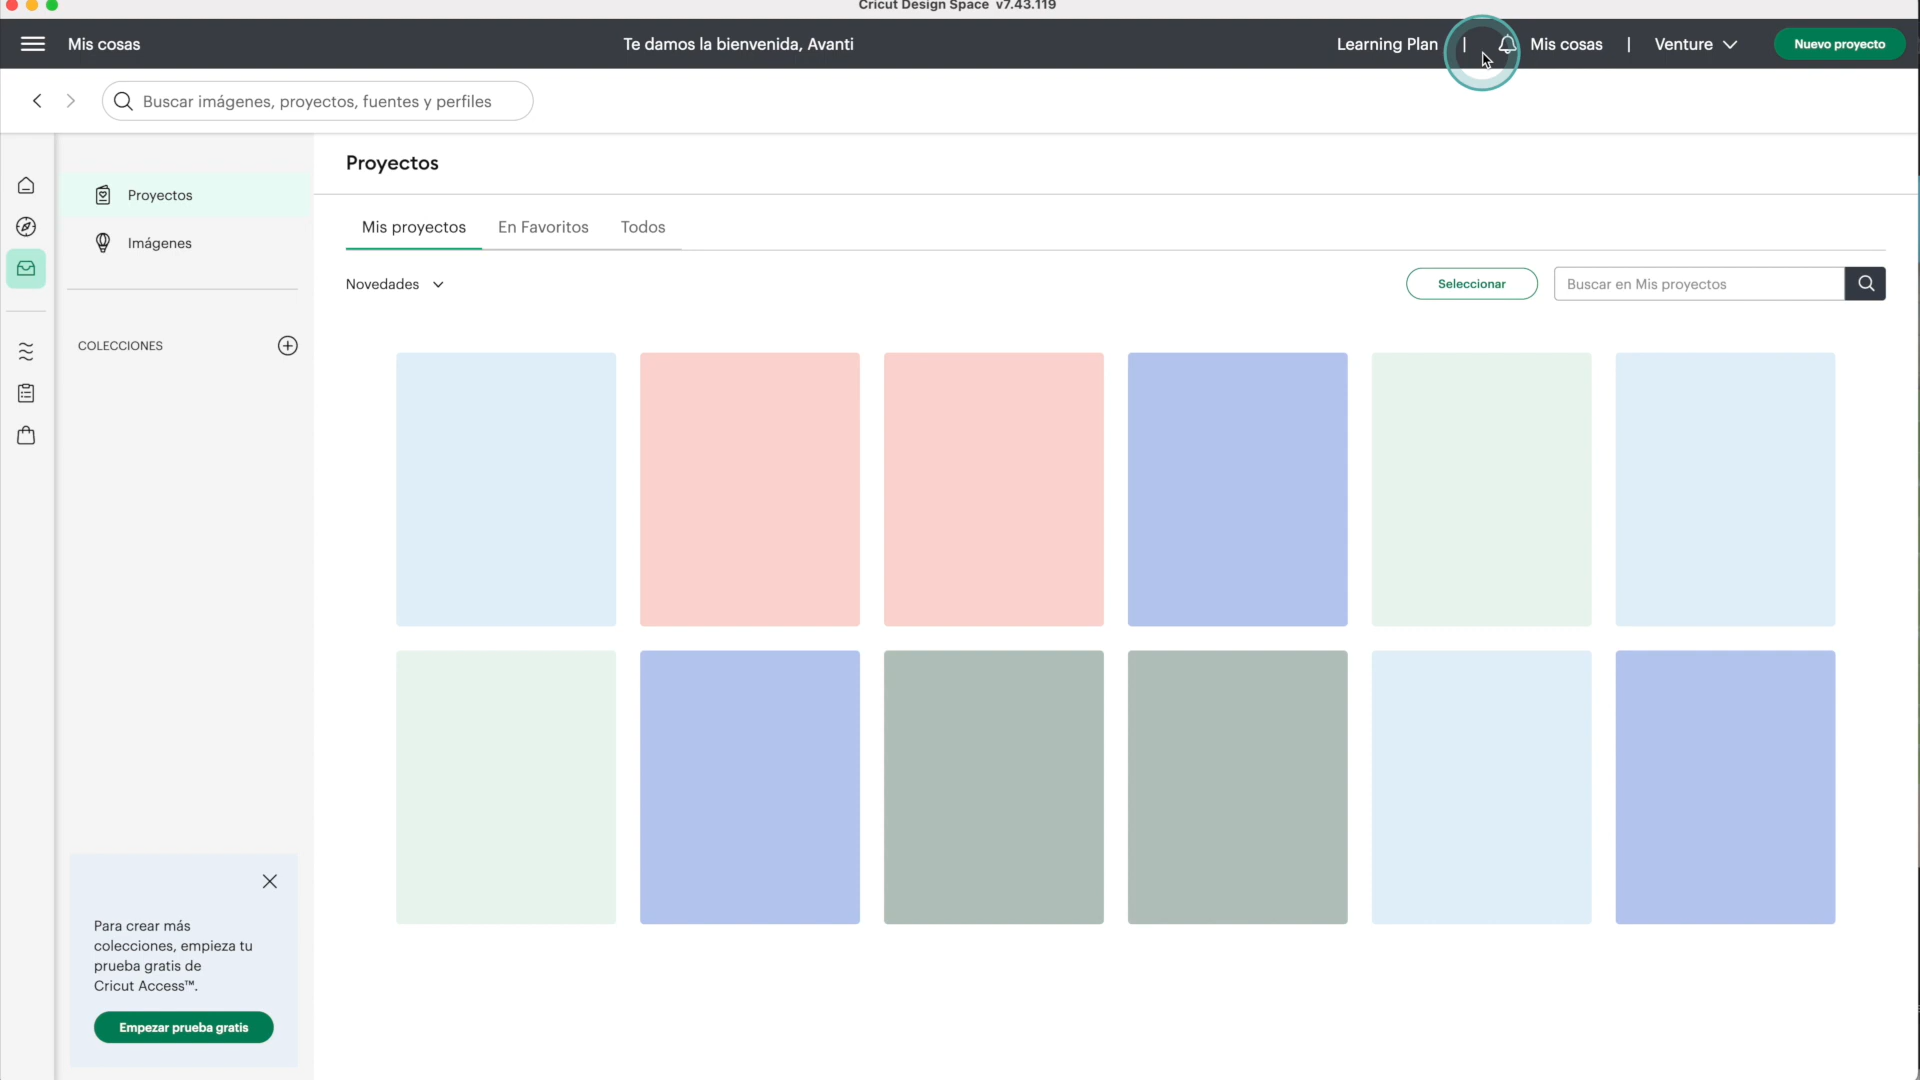 Cricut Design Space v7.43.119
Mis cosas
Te damos la bienvenida, Avanti
Learning Plan | Mis cosas | Venture
Nuevo proyecto
Buscar imágenes, proyectos, fuentes y perfiles
Proyectos
Imágenes
COLECCIONES
Proyectos
Mis proyectos En Favoritos Todos
Novedades
Seleccionar
Buscar en Mis proyectos
Para crear más
colecciones, empieza tu
prueba gratis de
Cricut Access™.
Empezar prueba gratis